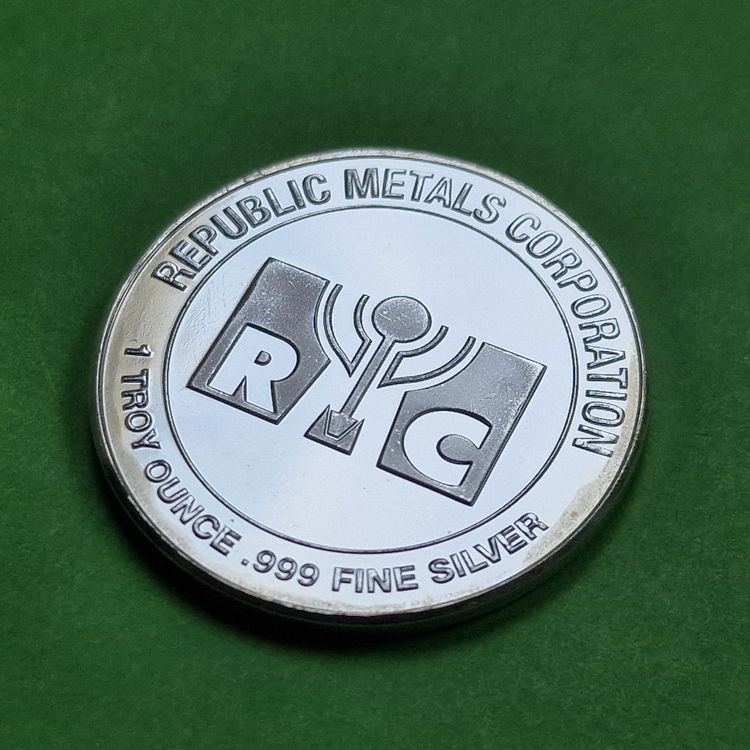 REPUBLIC METALS CORPORATION
R C
1 TROY OUNCE .999 FINE SILVER